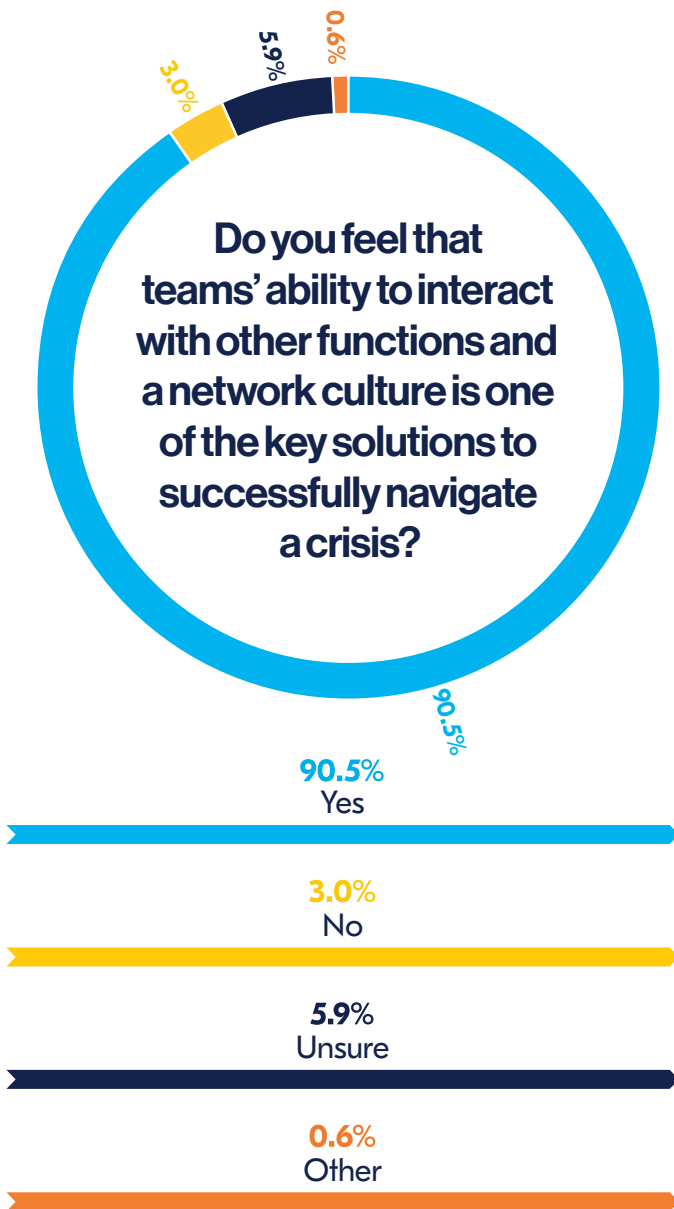 0.6%
5.9%
3.0%
Do you feel that
teams’ ability to interact
with other functions and
a network culture is one
of the key solutions to
successfully navigate
a crisis?
90.5%
90.5%
Yes
3.0%
No
5.9%
Unsure
0.6%
Other